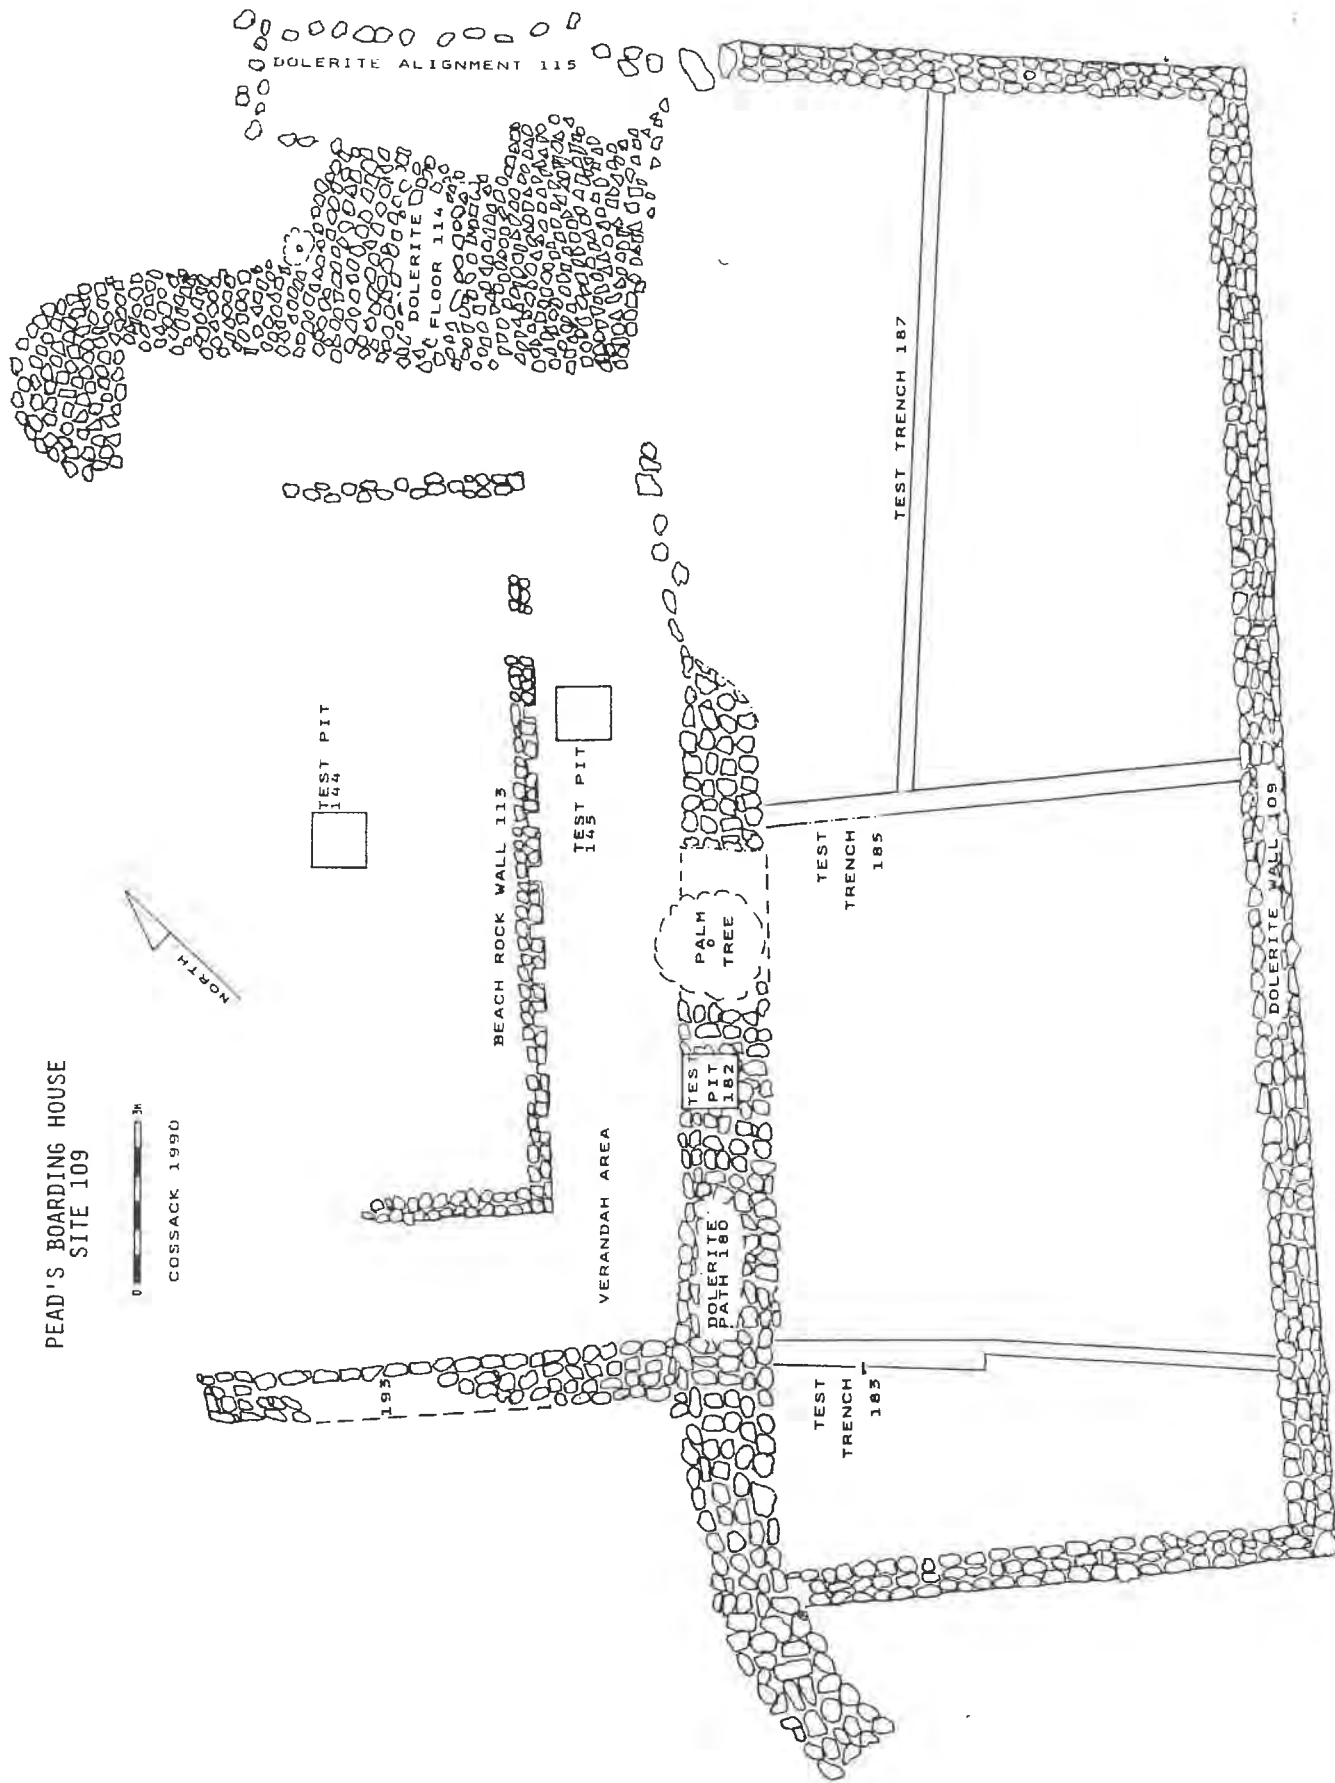 PEAD'S BOARDING HOUSE
SITE 109
0 3M
COSSACK 1990
NORTH
193
TEST PIT
144
BEACH ROCK WALL 113
TEST PIT
145
VERANDAH AREA
DOLERITE ALIGNMENT 115
DOLERITE
FLOOR 114
PALM
TREE
TEST
PIT
182
DOLERITE
PATH 180
TEST
TRENCH
183
TEST
TRENCH
185
TEST TRENCH 187
DOLERITE WALL 109